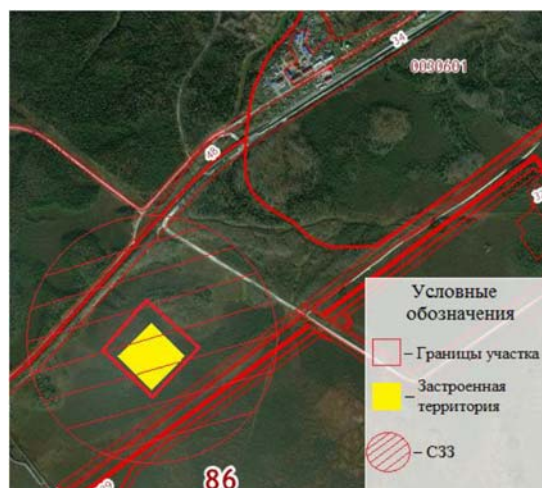 34
0030601
48
Условные
обозначения
– Границы участка
– Застроенная
территория
– СЗЗ
86